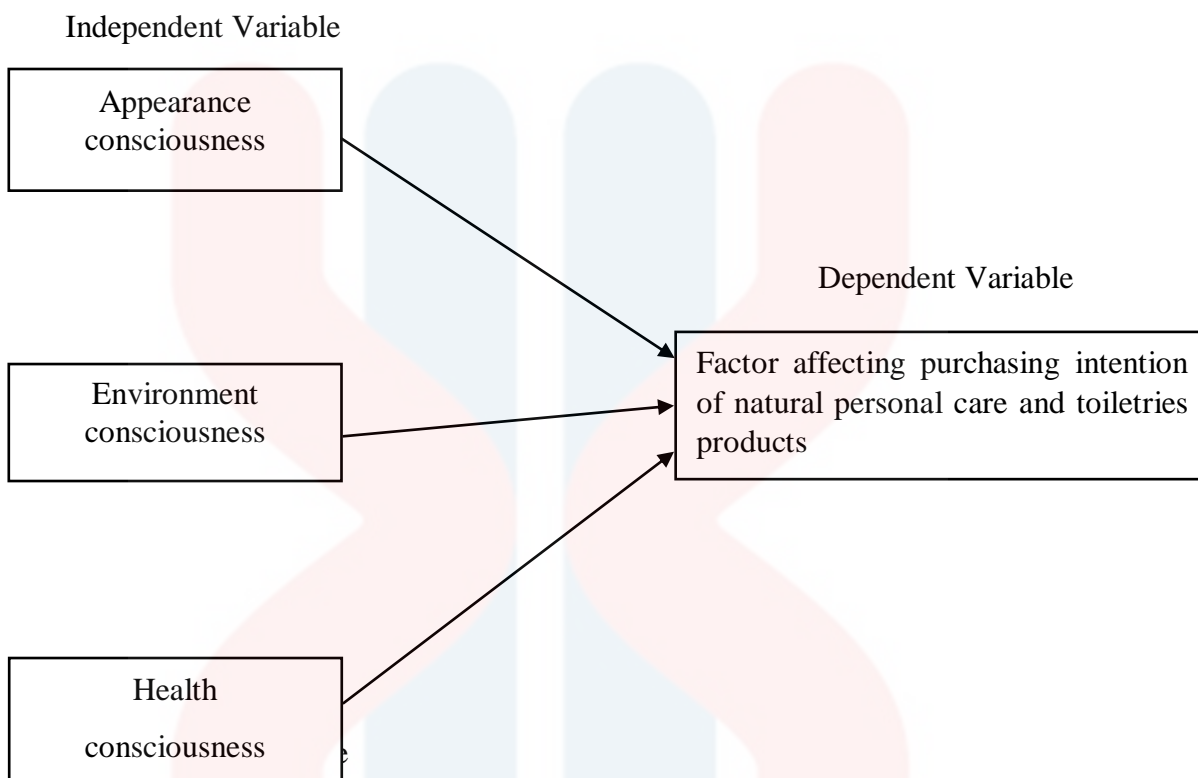 Independent Variable
Appearance
consciousness
Dependent Variable
Factor affecting purchasing intention
of natural personal care and toiletries
products
Environment
consciousness
Health
consciousness
e